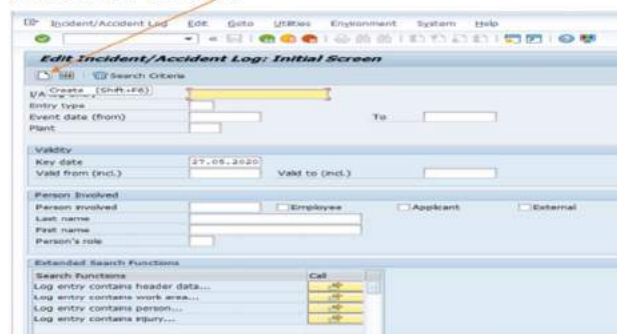 Incident/Accident Log Edit Goto Utilities Environment System Help
Edit Incident/Accident Log: Initial Screen
Search Criteria
Create (Shift+F6)
Entry type
Event date (from) To
Plant
Validity
Key date 27.05.2020
Valid from (incl.) Valid to (incl.)
Person Involved
Person involved Employee Applicant External
Last name
First name
Person's role
Extended Search Functions
Search Functions Call
Log entry contains header data...
Log entry contains work area...
Log entry contains person...
Log entry contains injury...